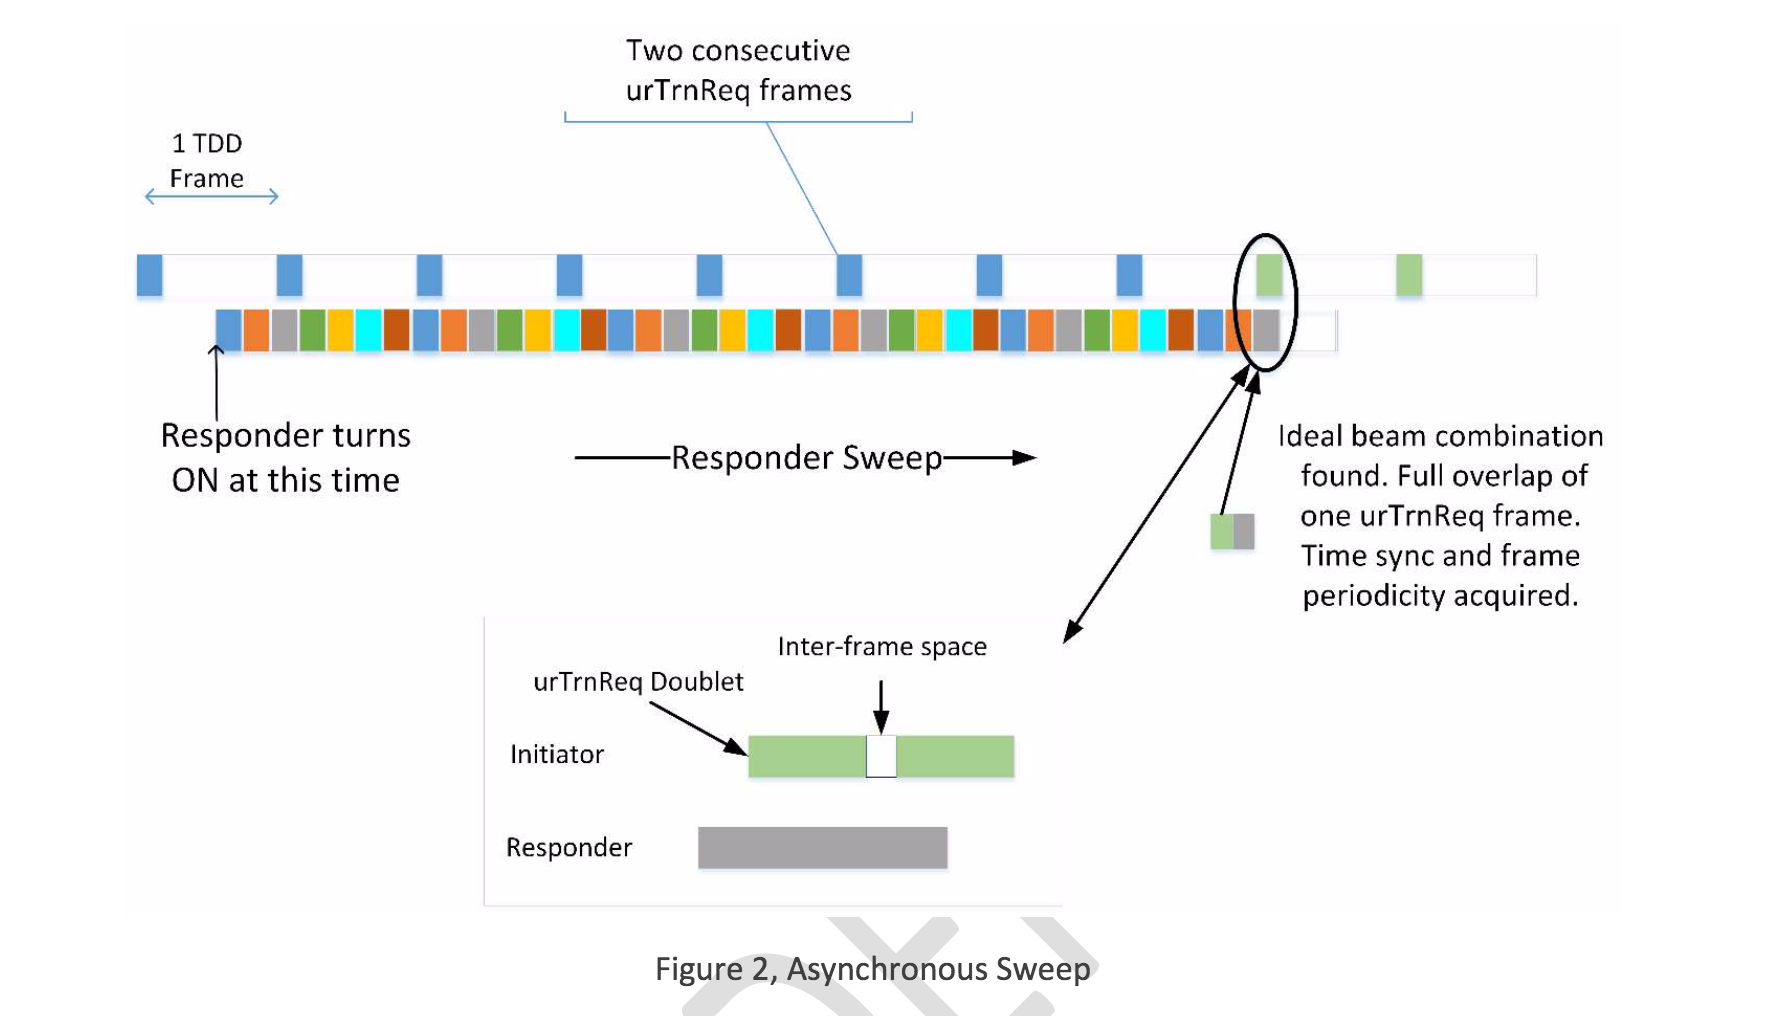 Two consecutive
urTrnReq frames
1 TDD
Frame
Responder turns
ON at this time
Responder Sweep
Ideal beam combination
found. Full overlap of
one urTrnReq frame.
Time sync and frame
periodicity acquired.
Inter-frame space
urTrnReq Doublet
Initiator
Responder
Figure 2, Asynchronous Sweep